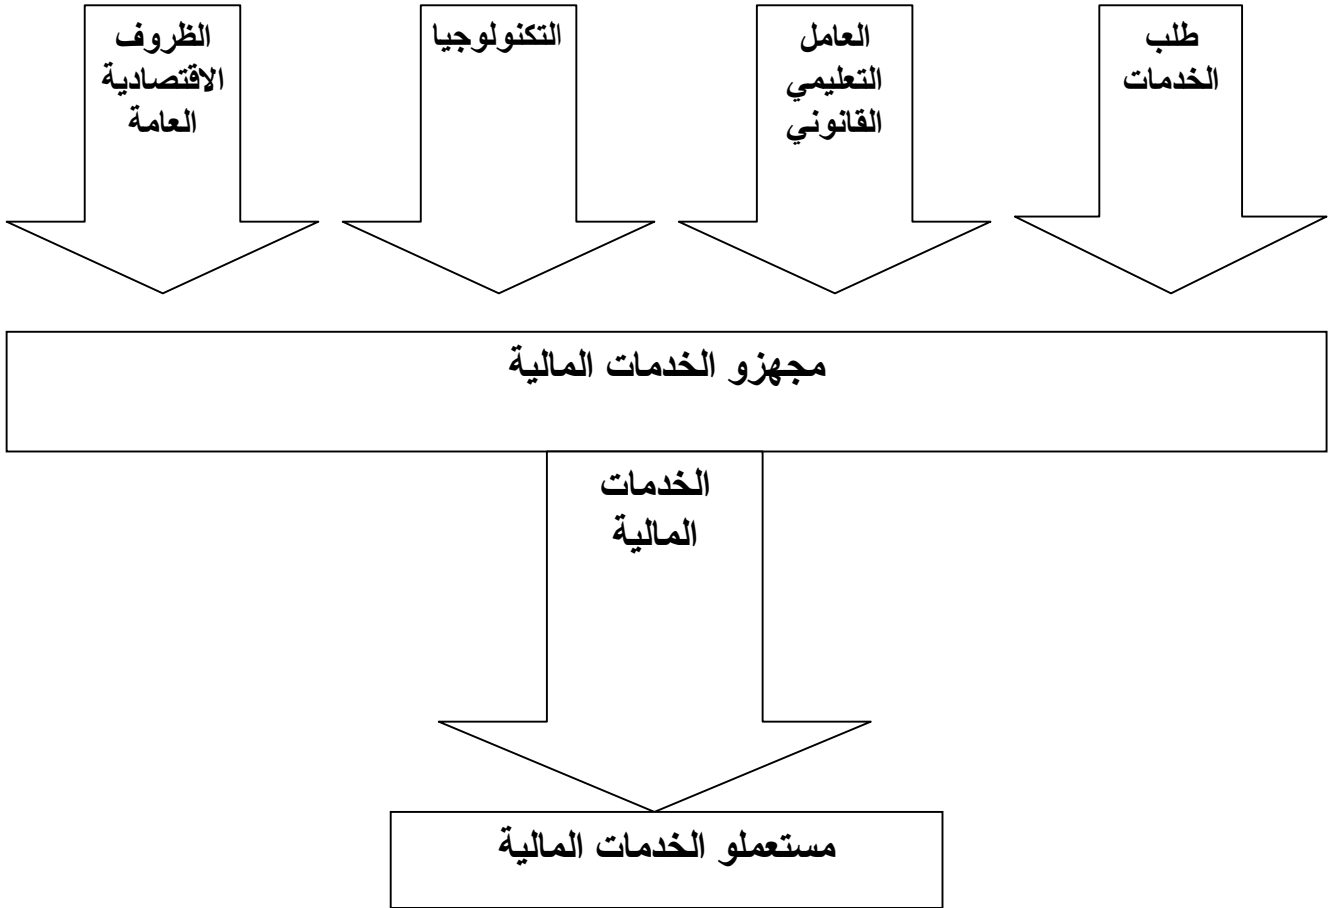 طلب
الخدمات
العامل
التعليمي
القانوني
التكنولوجيا
الظروف
الاقتصادية
العامة
مجهزو الخدمات المالية
الخدمات
المالية
مستعملو الخدمات المالية